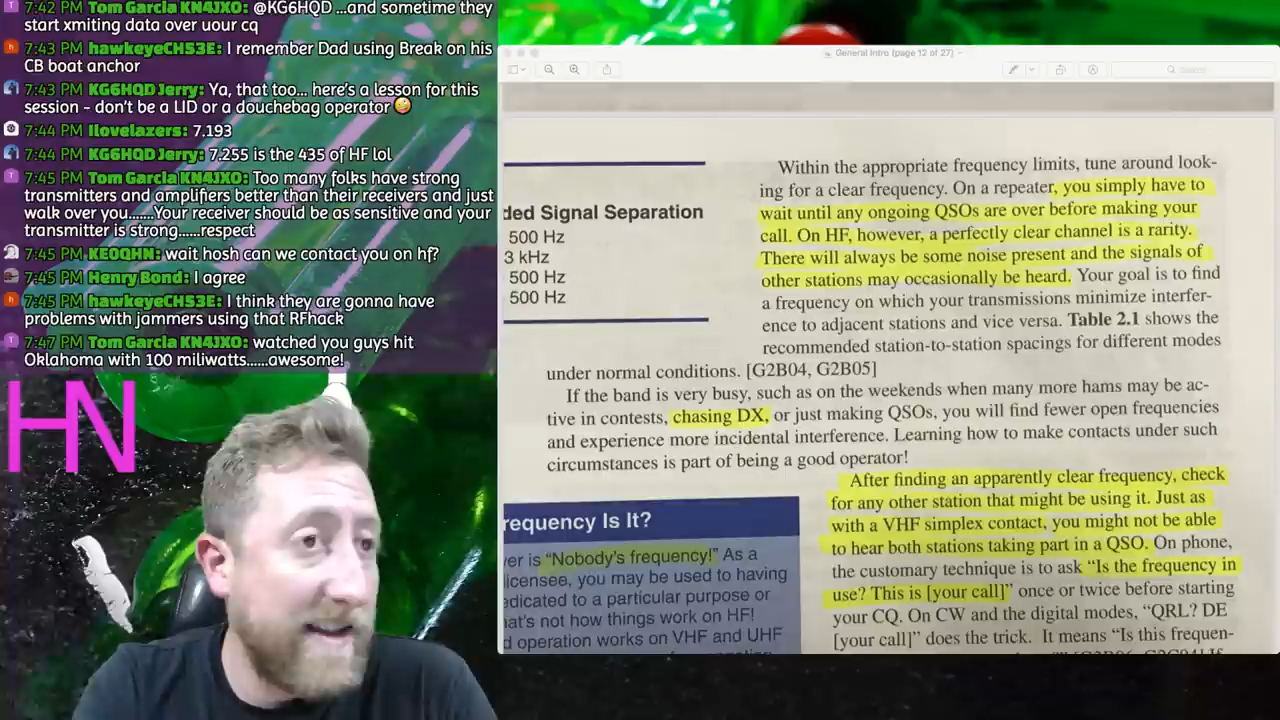 7:42 PM Tom Garcia KN4JXO: @KG6HQD ...and sometime they
start xmiting data over uour cq
7:43 PM hawkeyeCH53E: I remember Dad using Break on his
CB boat anchor
7:43 PM KG6HQD Jerry: Ya, that too... here's a lesson for this
session - don't be a LID or a douchebag operator
7:44 PM Ilovelazers: 7.193
7:44 PM KG6HQD Jerry: 7.255 is the 435 of HF lol
7:45 PM Tom Garcia KN4JXO: Too many folks have strong
transmitters and amplifiers better than their receivers and just
walk over you......Your receiver should be as sensitive and your
transmitter is strong......respect
7:45 PM KE0QHN: wait hosh can we contact you on hf?
7:45 PM Henry Bond: I agree
7:45 PM hawkeyeCH53E: I think they are gonna have
problems with jammers using that RFhack
7:47 PM Tom Garcia KN4JXO: watched you guys hit
Oklahoma with 100 miliwatts......awesome!
HN
General Intro (page 12 of 27)
Search
ded Signal Separation
500 Hz
3 kHz
500 Hz
500 Hz
Within the appropriate frequency limits, tune around look-
ing for a clear frequency. On a repeater, you simply have to
wait until any ongoing QSOs are over before making your
call. On HF, however, a perfectly clear channel is a rarity.
There will always be some noise present and the signals of
other stations may occasionally be heard. Your goal is to find
a frequency on which your transmissions minimize interfer-
ence to adjacent stations and vice versa. Table 2.1 shows the
recommended station-to-station spacings for different modes
under normal conditions. [G2B04, G2B05]
If the band is very busy, such as on the weekends when many more hams may be ac-
tive in contests, chasing DX, or just making QSOs, you will find fewer open frequencies
and experience more incidental interference. Learning how to make contacts under such
circumstances is part of being a good operator!
requency Is It?
ver is “Nobody's frequency!” As a
licensee, you may be used to having
edicated to a particular purpose or
hat's not how things work on HF!
d operation works on VHF and UHF
After finding an apparently clear frequency, check
for any other station that might be using it. Just as
with a VHF simplex contact, you might not be able
to hear both stations taking part in a QSO. On phone,
the customary technique is to ask “Is the frequency in
use? This is [your call]” once or twice before starting
your CQ. On CW and the digital modes, “QRL? DE
[your call]” does the trick. It means “Is this frequen-